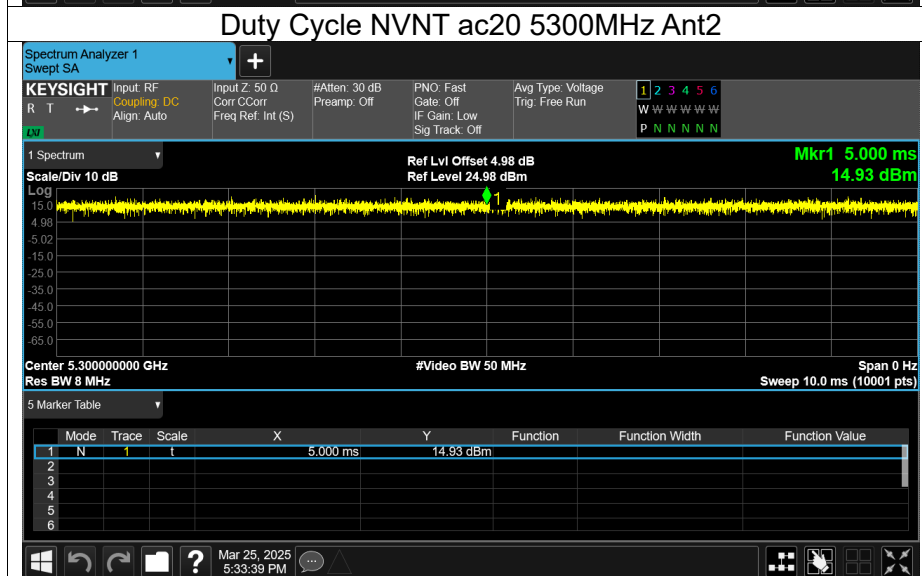 Duty Cycle NVNT ac20 5300MHz Ant2
Spectrum Analyzer 1
Swept SA
+
KEYSIGHT Input: RF Input Z: 50 Ω #Atten: 30 dB PNO: Fast Avg Type: Voltage 1 2 3 4 5 6
R T Coupling: DC Corr CCorr Preamp: Off Gate: Off Trig: Free Run W W W W W W
Align: Auto Freq Ref: Int (S) IF Gain: Low
LXI Sig Track: Off P N N N N N
1 Spectrum Ref Lvl Offset 4.98 dB Mkr1 5.000 ms
Scale/Div 10 dB Ref Level 24.98 dBm 14.93 dBm
Log
1
15.0
4.98
-5.02
-15.0
-25.0
-35.0
-45.0
-55.0
-65.0
Center 5.300000000 GHz #Video BW 50 MHz Span 0 Hz
Res BW 8 MHz Sweep 10.0 ms (10001 pts)
5 Marker Table
Mode Trace Scale X Y Function Function Width Function Value
1 N 1 t 5.000 ms 14.93 dBm
2
3
4
5
6
? Mar 25, 2025
5:33:39 PM